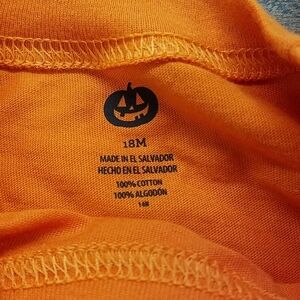 18M
MADE IN EL SALVADOR
HECHO EN EL SALVADOR
100% COTTON
100% ALGODÓN